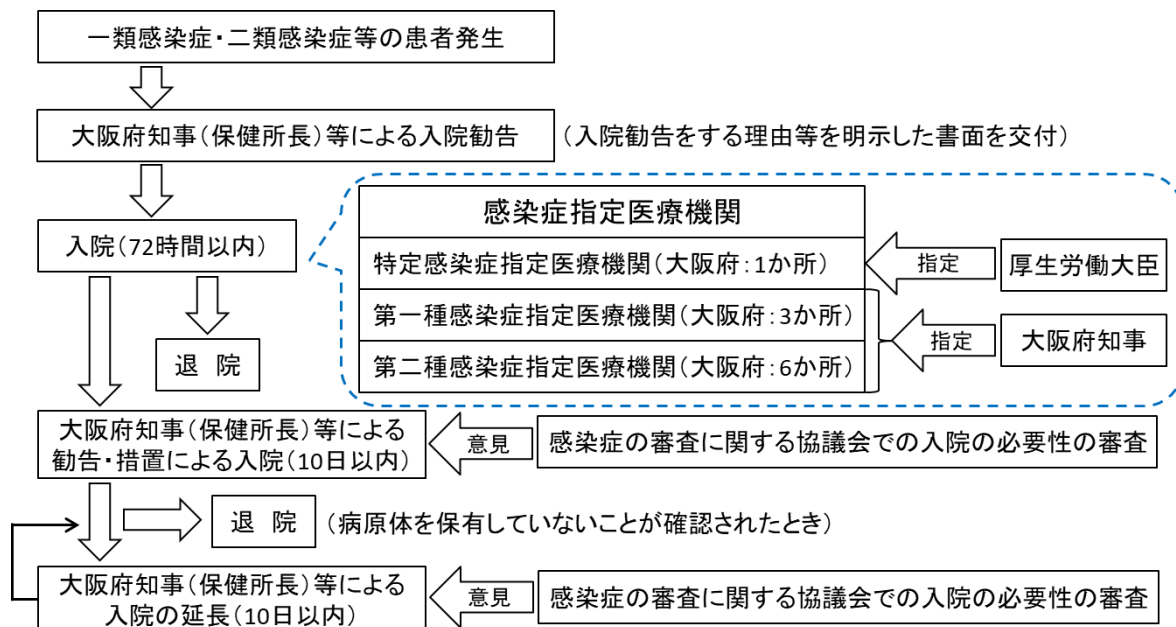 一類感染症・二類感染症等の患者発生
大阪府知事(保健所長)等による入院勧告
(入院勧告をする理由等を明示した書面を交付)
入院(72時間以内)
感染症指定医療機関
特定感染症指定医療機関(大阪府:1か所)
指定
厚生労働大臣
第一種感染症指定医療機関(大阪府:3か所)
第二種感染症指定医療機関(大阪府:6か所)
指定
大阪府知事
退 院
大阪府知事(保健所長)等による
勧告・措置による入院(10日以内)
意見
感染症の審査に関する協議会での入院の必要性の審査
退 院
(病原体を保有していないことが確認されたとき)
大阪府知事(保健所長)等による
入院の延長(10日以内)
意見
感染症の審査に関する協議会での入院の必要性の審査